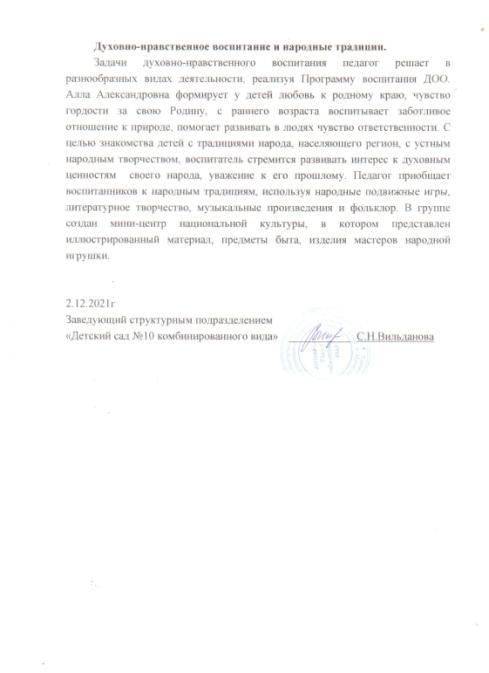 Духовно-нравственное воспитание и народные традиции.
Задачи духовно-нравственного воспитания педагог решает в
разнообразных видах деятельности, реализуя Программу воспитания ДОО.
Алла Александровна формирует у детей любовь к родному краю, чувство
гордости за свою Родину, с раннего возраста воспитывает заботливое
отношение к природе, помогает развивать в людях чувство ответственности. С
целью знакомства детей с традициями народа, населяющего регион, с устным
народным творчеством, воспитатель стремится развивать интерес к духовным
ценностям своего народа, уважение к его прошлому. Педагог приобщает
воспитанников к народным традициям, используя народные подвижные игры,
литературное творчество, музыкальные произведения и фольклор. В группе
создан мини-центр национальной культуры, в котором представлен
иллюстрированный материал, предметы быта, изделия мастеров народной
игрушки.
2.12.2021г
Заведующий структурным подразделением
«Детский сад №10 комбинированного вида» С.Н.Вильданова